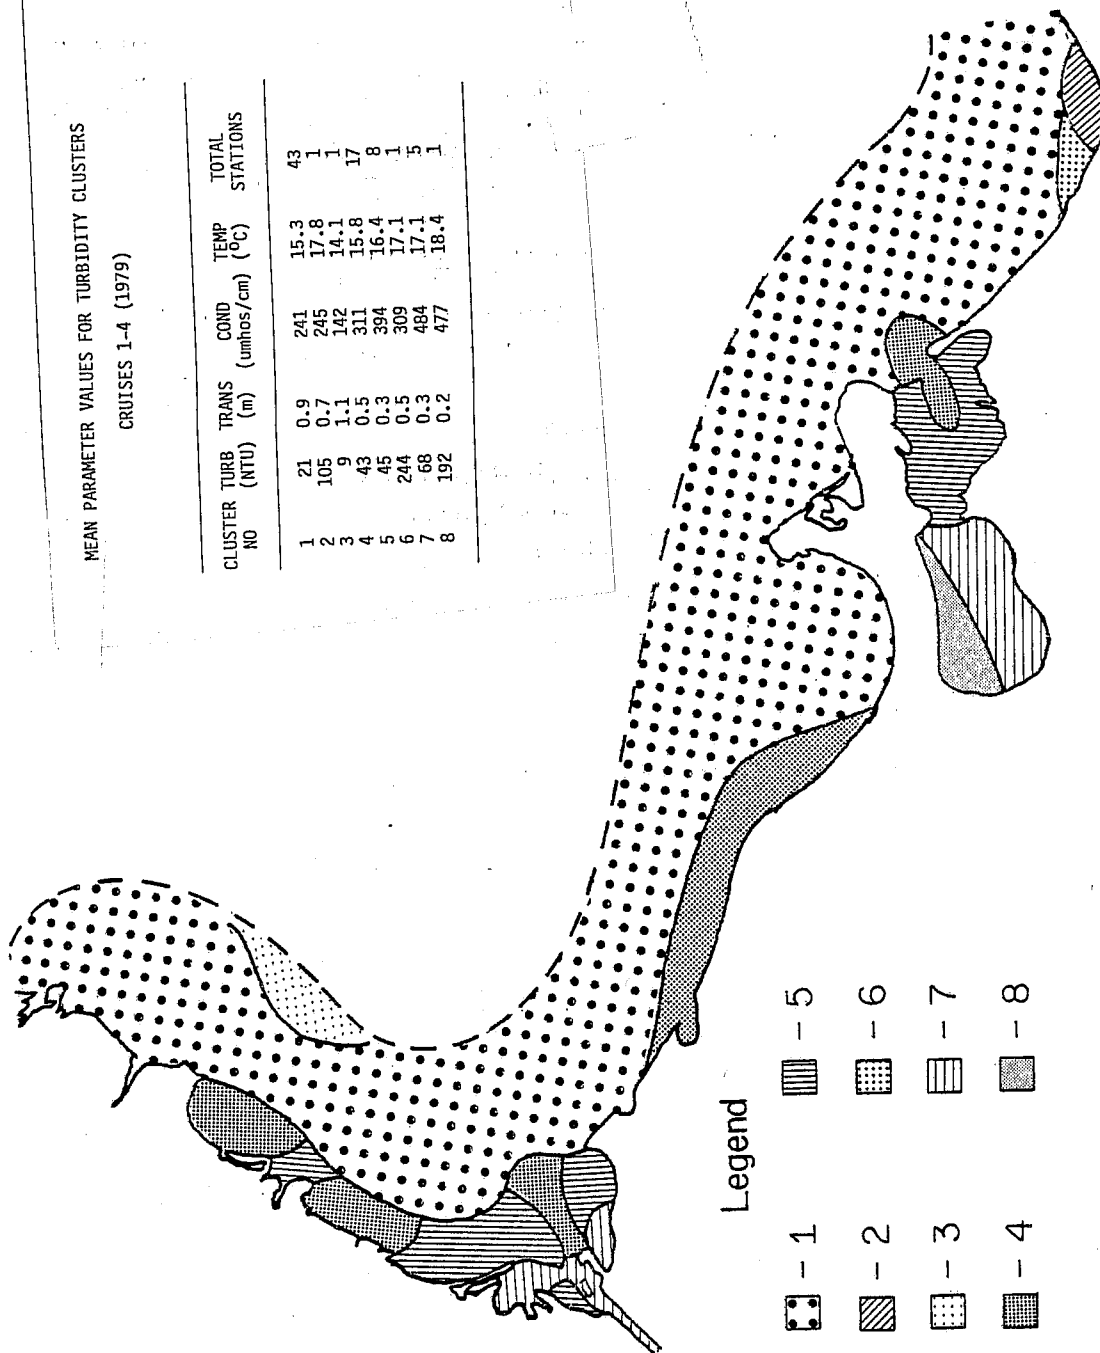 MEAN PARAMETER VALUES FOR TURBIDITY CLUSTERS
CRUISES 1-4 (1979)
CLUSTER TURB TRANS COND TEMP TOTAL
NO (NTU) (m) (umhos/cm) (°C) STATIONS
1 21 0.9 241 15.3 43
2 105 0.7 245 17.8 1
3 9 1.1 142 14.1 1
4 43 0.5 311 15.8 17
5 45 0.3 394 16.4 8
6 244 0.5 309 17.1 1
7 68 0.3 484 17.1 5
8 192 0.2 477 18.4 1
Legend
- 1 - 5
- 2 - 6
- 3 - 7
- 4 - 8